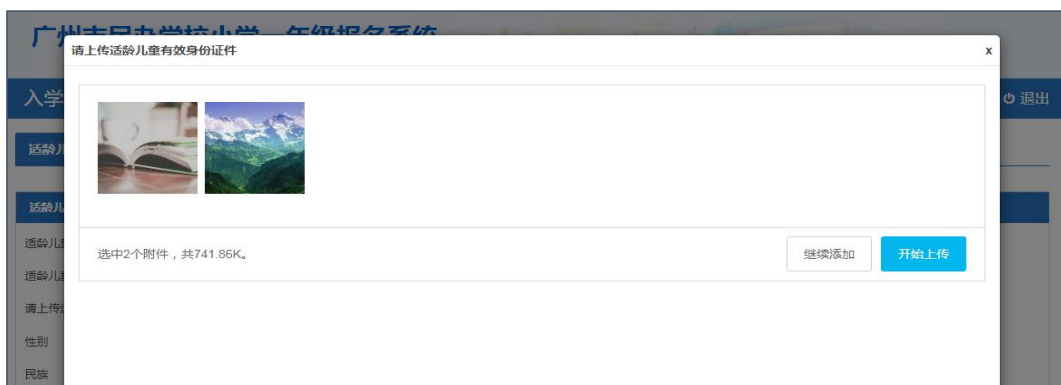 广州市民办学校小学一年级报名系统
请上传适龄儿童有效身份证件
x
入学
退出
适龄儿
适龄儿
适龄儿童
选中2个附件，共741.86K。
继续添加
开始上传
适龄儿童
请上传
性别
民族